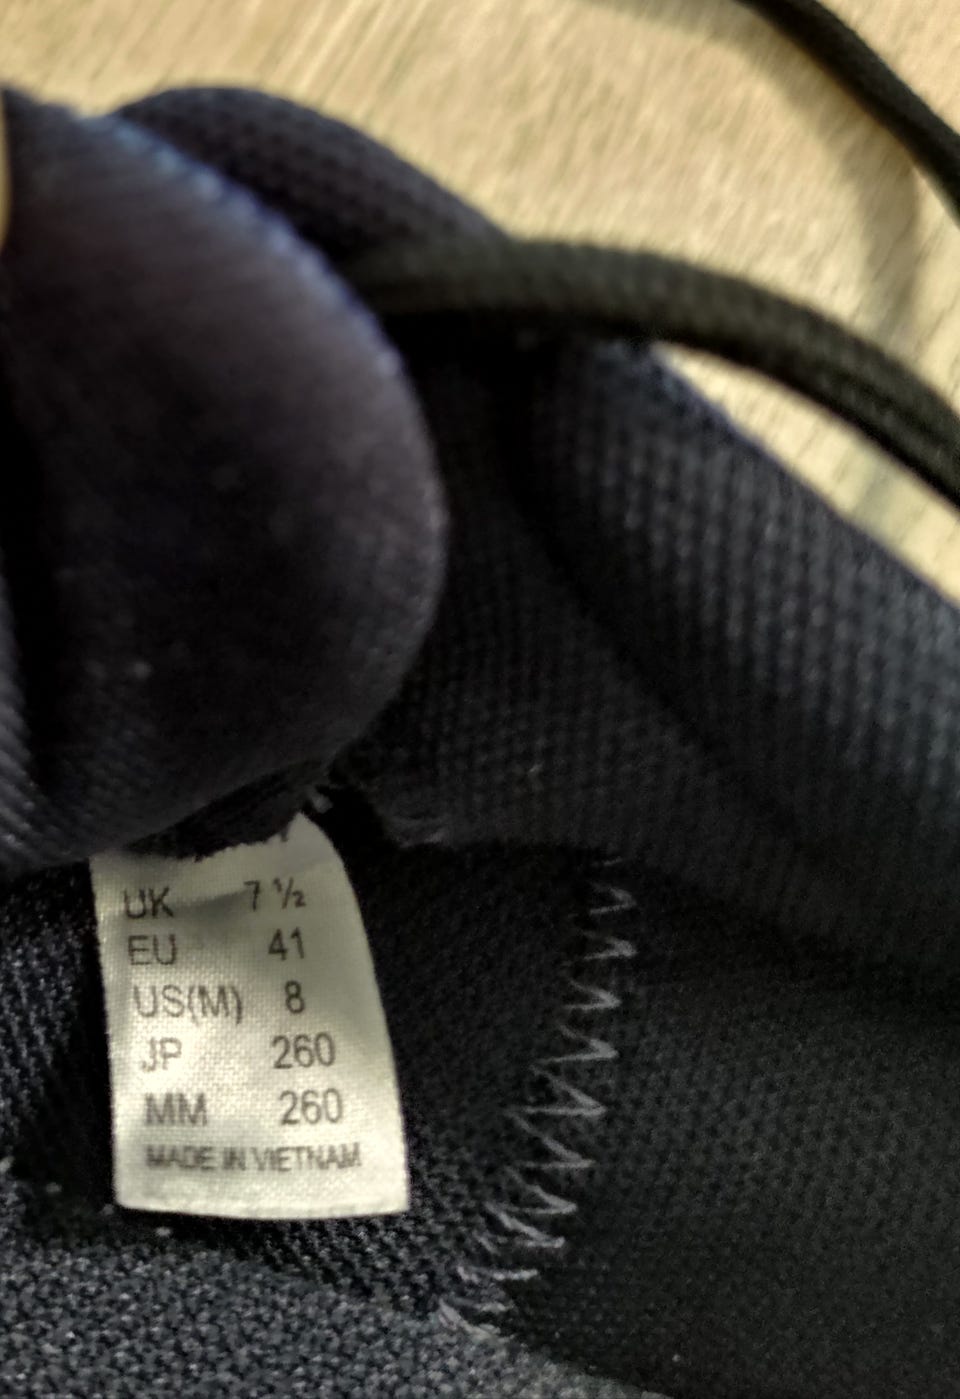 UK 7 ½
EU 41
US(M) 8
JP 260
MM 260
MADE IN VIETNAM